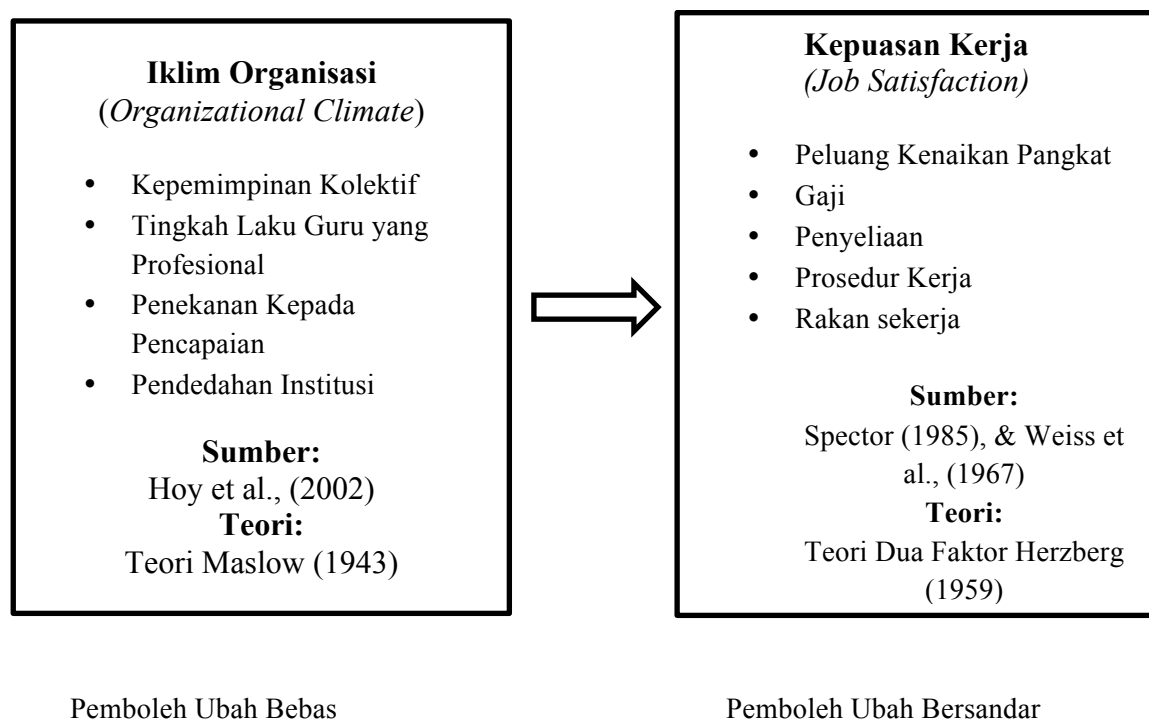 Iklim Organisasi
(Organizational Climate)
• Kepemimpinan Kolektif
• Tingkah Laku Guru yang
Profesional
• Penekanan Kepada
Pencapaian
• Pendedahan Institusi
Sumber:
Hoy et al., (2002)
Teori:
Teori Maslow (1943)
Kepuasan Kerja
(Job Satisfaction)
• Peluang Kenaikan Pangkat
• Gaji
• Penyeliaan
• Prosedur Kerja
• Rakan sekerja
Sumber:
Spector (1985), & Weiss et
al., (1967)
Teori:
Teori Dua Faktor Herzberg
(1959)
Pemboleh Ubah Bebas
Pemboleh Ubah Bersandar